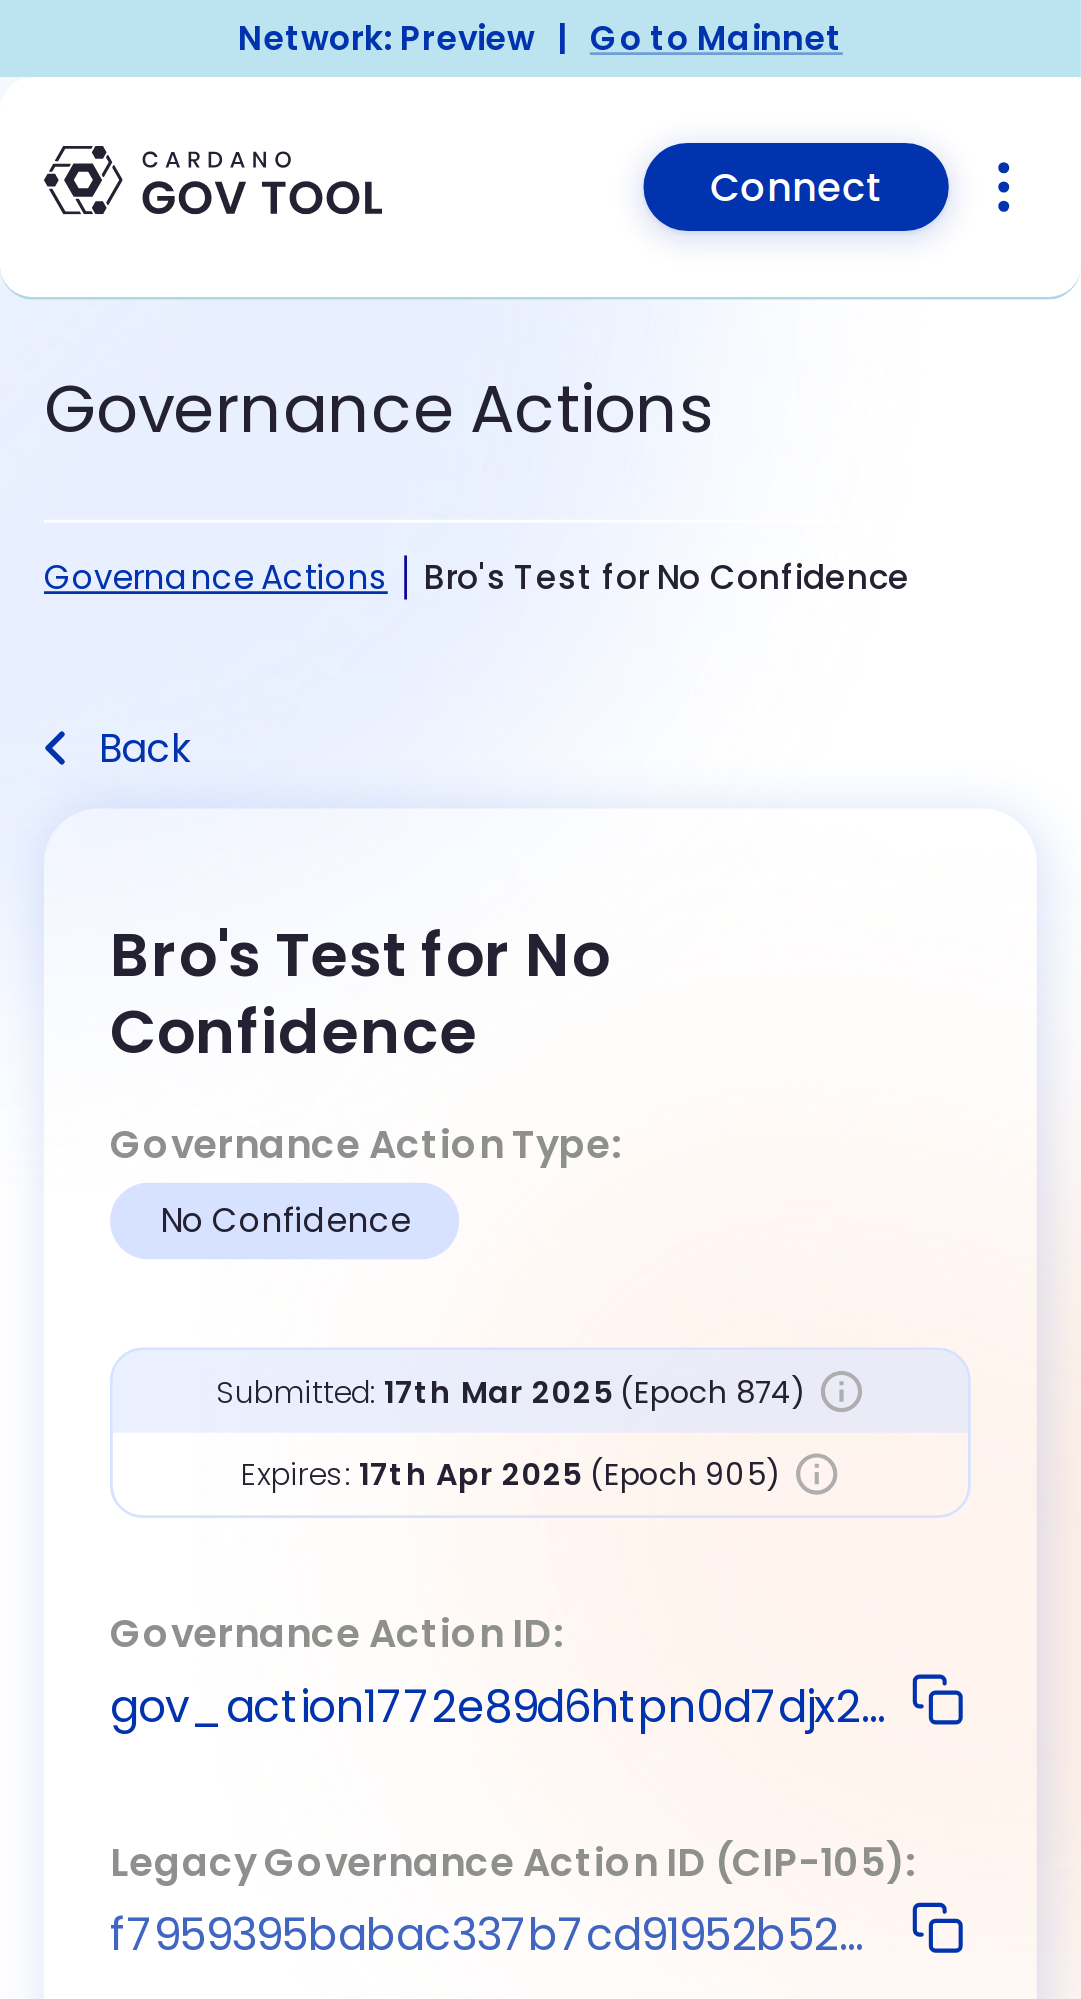 Network: Preview | Go to Mainnet
CARDANO
GOV TOOL
Connect
Governance Actions
Governance Actions | Bro's Test for No Confidence
Back
Bro's Test for No
Confidence
Governance Action Type:
No Confidence
Submitted: 17th Mar 2025 (Epoch 874)
Expires: 17th Apr 2025 (Epoch 905)
Governance Action ID:
gov_action1772e89d6htpn0d7djx2...
Legacy Governance Action ID (CIP-105):
f7959395babac337b7cd91952b52...